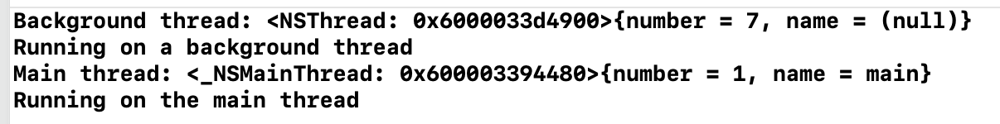 Background thread: <NSThread: 0x6000033d4900>{number = 7, name = (null)}
Running on a background thread
Main thread: <_NSMainThread: 0x600003394480>{number = 1, name = main}
Running on the main thread